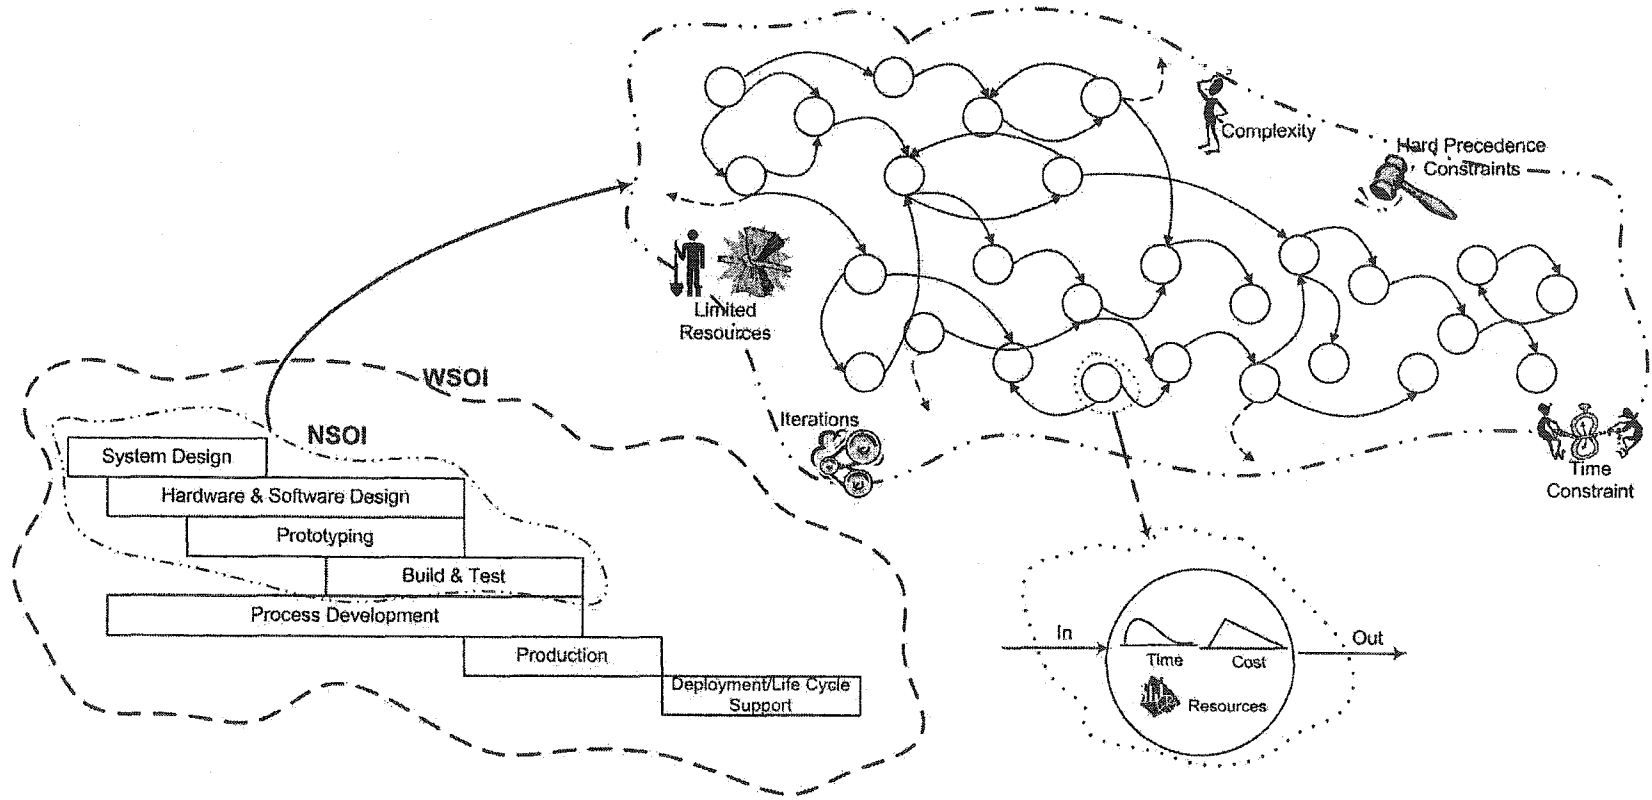 Complexity
Hard Precedence
Constraints
Limited
Resources
WSOI
Iterations
NSOI
System Design
Time
Constraint
Hardware & Software Design
Prototyping
Build & Test
Process Development
In
Out
Time
Cost
Production
Deployment/Life Cycle
Support
Resources